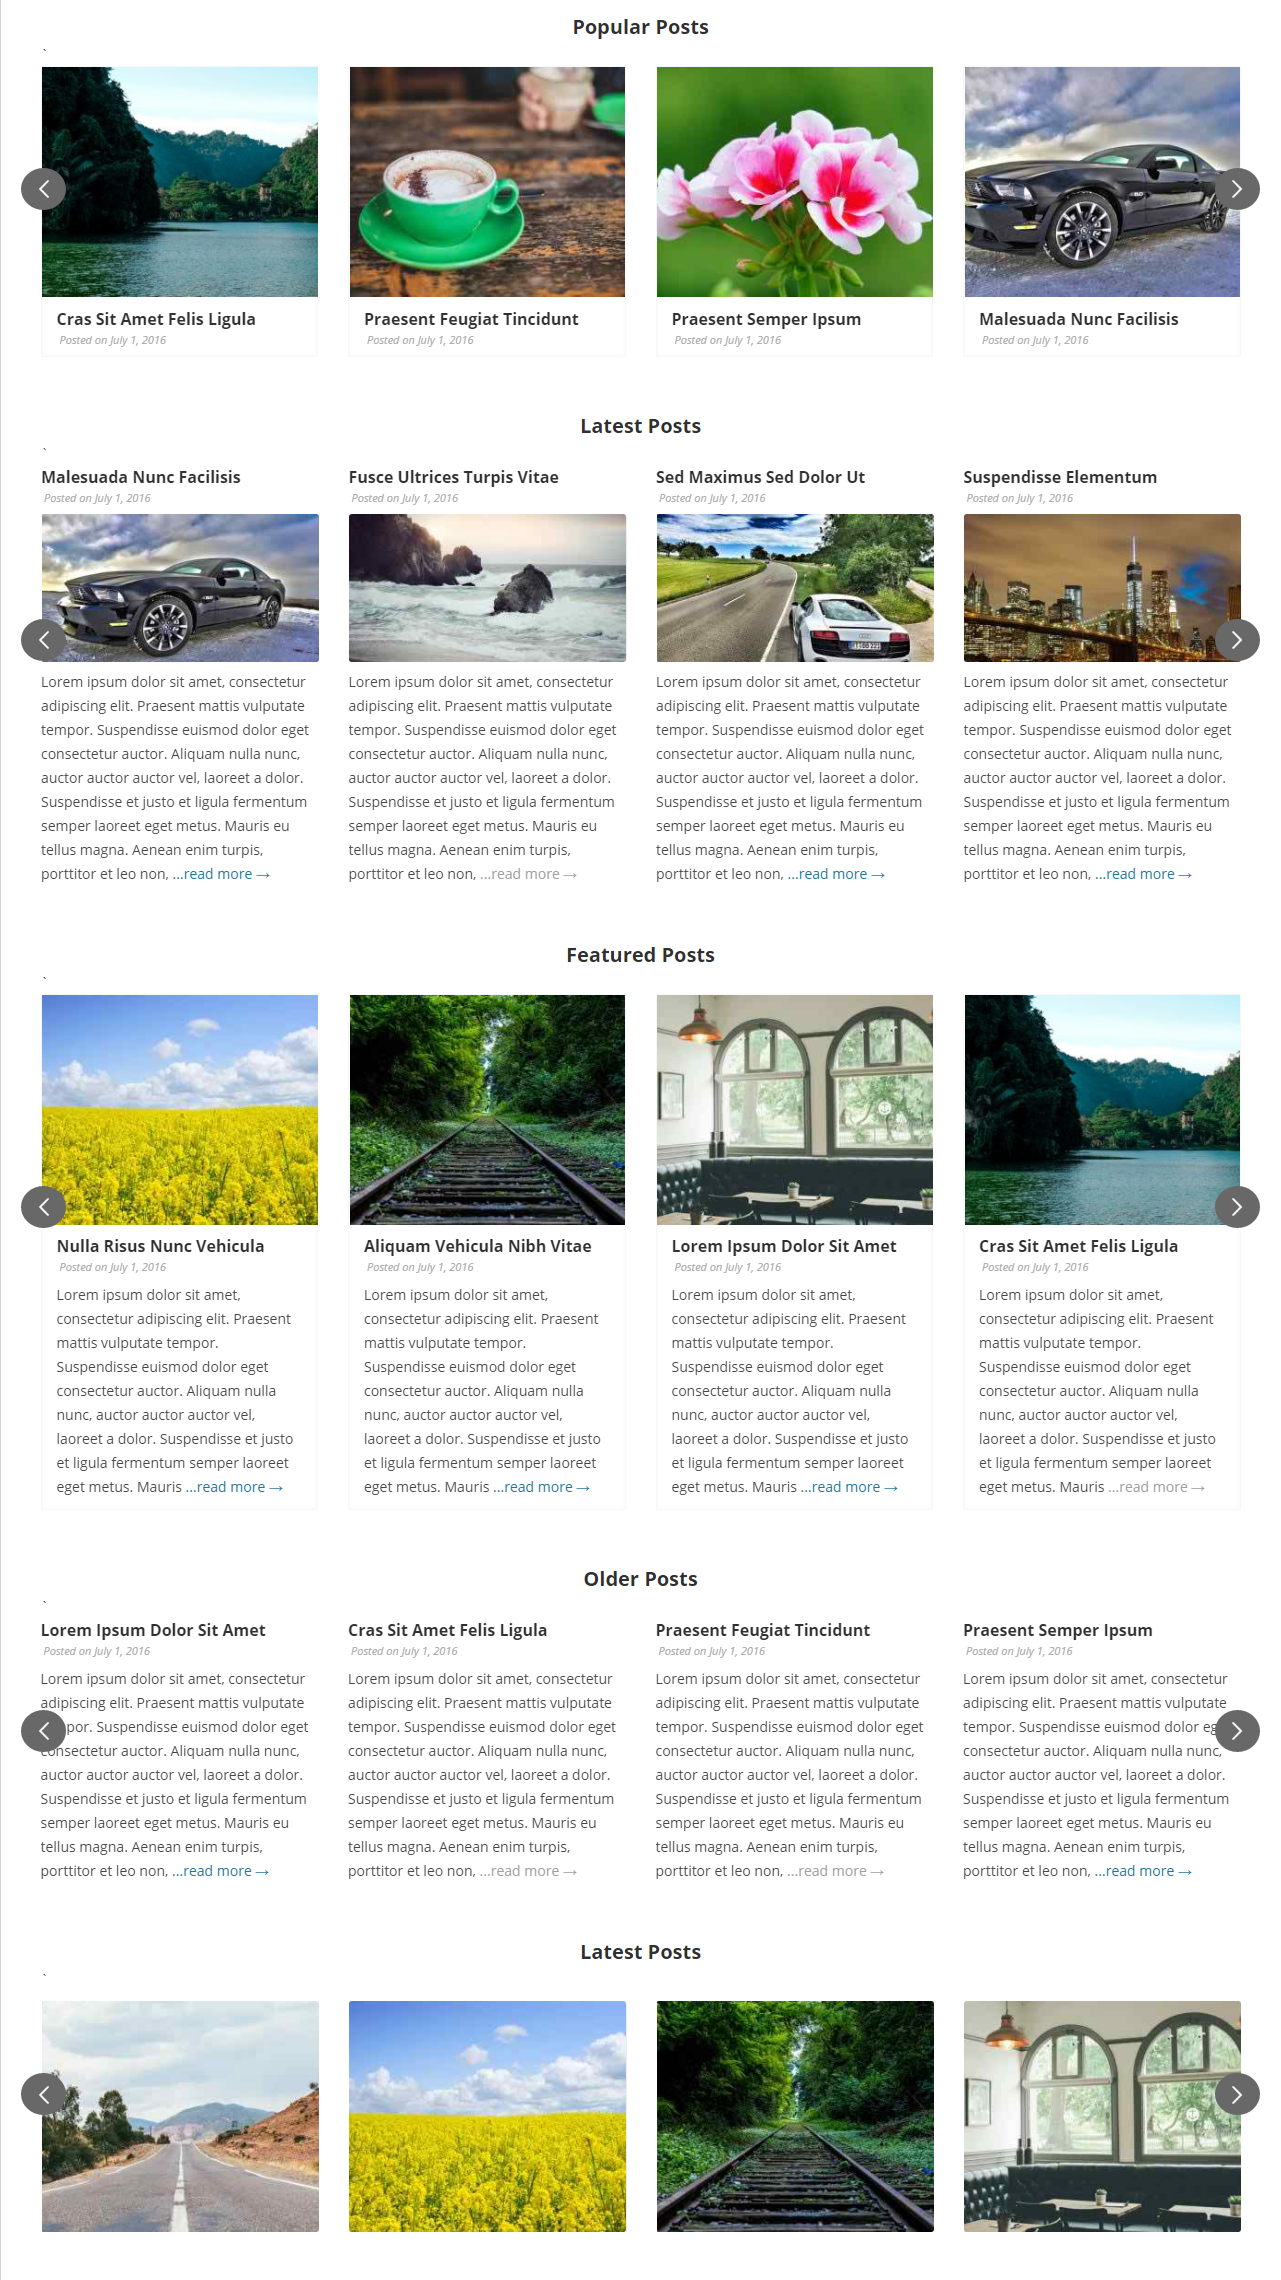 Popular Posts
`
Cras Sit Amet Felis Ligula
Posted on July 1, 2016
Praesent Feugiat Tincidunt
Posted on July 1, 2016
Praesent Semper Ipsum
Posted on July 1, 2016
Malesuada Nunc Facilisis
Posted on July 1, 2016
Latest Posts
`
Malesuada Nunc Facilisis
Posted on July 1, 2016
Lorem ipsum dolor sit amet, consectetur
adipiscing elit. Praesent mattis vulputate
tempor. Suspendisse euismod dolor eget
consectetur auctor. Aliquam nulla nunc,
auctor auctor auctor vel, laoreet a dolor.
Suspendisse et justo et ligula fermentum
semper laoreet eget metus. Mauris eu
tellus magna. Aenean enim turpis,
porttitor et leo non, ...read more →
Fusce Ultrices Turpis Vitae
Posted on July 1, 2016
Lorem ipsum dolor sit amet, consectetur
adipiscing elit. Praesent mattis vulputate
tempor. Suspendisse euismod dolor eget
consectetur auctor. Aliquam nulla nunc,
auctor auctor auctor vel, laoreet a dolor.
Suspendisse et justo et ligula fermentum
semper laoreet eget metus. Mauris eu
tellus magna. Aenean enim turpis,
porttitor et leo non, ...read more →
Sed Maximus Sed Dolor Ut
Posted on July 1, 2016
Lorem ipsum dolor sit amet, consectetur
adipiscing elit. Praesent mattis vulputate
tempor. Suspendisse euismod dolor eget
consectetur auctor. Aliquam nulla nunc,
auctor auctor auctor vel, laoreet a dolor.
Suspendisse et justo et ligula fermentum
semper laoreet eget metus. Mauris eu
tellus magna. Aenean enim turpis,
porttitor et leo non, ...read more →
Suspendisse Elementum
Posted on July 1, 2016
Lorem ipsum dolor sit amet, consectetur
adipiscing elit. Praesent mattis vulputate
tempor. Suspendisse euismod dolor eget
consectetur auctor. Aliquam nulla nunc,
auctor auctor auctor vel, laoreet a dolor.
Suspendisse et justo et ligula fermentum
semper laoreet eget metus. Mauris eu
tellus magna. Aenean enim turpis,
porttitor et leo non, ...read more →
Featured Posts
`
Nulla Risus Nunc Vehicula
Posted on July 1, 2016
Lorem ipsum dolor sit amet,
consectetur adipiscing elit. Praesent
mattis vulputate tempor.
Suspendisse euismod dolor eget
consectetur auctor. Aliquam nulla
nunc, auctor auctor auctor vel,
laoreet a dolor. Suspendisse et justo
et ligula fermentum semper laoreet
eget metus. Mauris ...read more →
Aliquam Vehicula Nibh Vitae
Posted on July 1, 2016
Lorem ipsum dolor sit amet,
consectetur adipiscing elit. Praesent
mattis vulputate tempor.
Suspendisse euismod dolor eget
consectetur auctor. Aliquam nulla
nunc, auctor auctor auctor vel,
laoreet a dolor. Suspendisse et justo
et ligula fermentum semper laoreet
eget metus. Mauris ...read more →
Lorem Ipsum Dolor Sit Amet
Posted on July 1, 2016
Lorem ipsum dolor sit amet,
consectetur adipiscing elit. Praesent
mattis vulputate tempor.
Suspendisse euismod dolor eget
consectetur auctor. Aliquam nulla
nunc, auctor auctor auctor vel,
laoreet a dolor. Suspendisse et justo
et ligula fermentum semper laoreet
eget metus. Mauris ...read more →
Cras Sit Amet Felis Ligula
Posted on July 1, 2016
Lorem ipsum dolor sit amet,
consectetur adipiscing elit. Praesent
mattis vulputate tempor.
Suspendisse euismod dolor eget
consectetur auctor. Aliquam nulla
nunc, auctor auctor auctor vel,
laoreet a dolor. Suspendisse et justo
et ligula fermentum semper laoreet
eget metus. Mauris ...read more →
Older Posts
`
Lorem Ipsum Dolor Sit Amet
Posted on July 1, 2016
Lorem ipsum dolor sit amet, consectetur
adipiscing elit. Praesent mattis vulputate
por. Suspendisse euismod dolor eget
consectetur auctor. Aliquam nulla nunc,
auctor auctor auctor vel, laoreet a dolor.
Suspendisse et justo et ligula fermentum
semper laoreet eget metus. Mauris eu
tellus magna. Aenean enim turpis,
porttitor et leo non, ...read more →
Cras Sit Amet Felis Ligula
Posted on July 1, 2016
Lorem ipsum dolor sit amet, consectetur
adipiscing elit. Praesent mattis vulputate
tempor. Suspendisse euismod dolor eget
consectetur auctor. Aliquam nulla nunc,
auctor auctor auctor vel, laoreet a dolor.
Suspendisse et justo et ligula fermentum
semper laoreet eget metus. Mauris eu
tellus magna. Aenean enim turpis,
porttitor et leo non, ...read more →
Praesent Feugiat Tincidunt
Posted on July 1, 2016
Lorem ipsum dolor sit amet, consectetur
adipiscing elit. Praesent mattis vulputate
tempor. Suspendisse euismod dolor eget
consectetur auctor. Aliquam nulla nunc,
auctor auctor auctor vel, laoreet a dolor.
Suspendisse et justo et ligula fermentum
semper laoreet eget metus. Mauris eu
tellus magna. Aenean enim turpis,
porttitor et leo non, ...read more →
Praesent Semper Ipsum
Posted on July 1, 2016
Lorem ipsum dolor sit amet, consectetur
adipiscing elit. Praesent mattis vulputate
tempor. Suspendisse euismod dolor eg
consectetur auctor. Aliquam nulla nunc,
auctor auctor auctor vel, laoreet a dolor.
Suspendisse et justo et ligula fermentum
semper laoreet eget metus. Mauris eu
tellus magna. Aenean enim turpis,
porttitor et leo non, ...read more →
Latest Posts
`